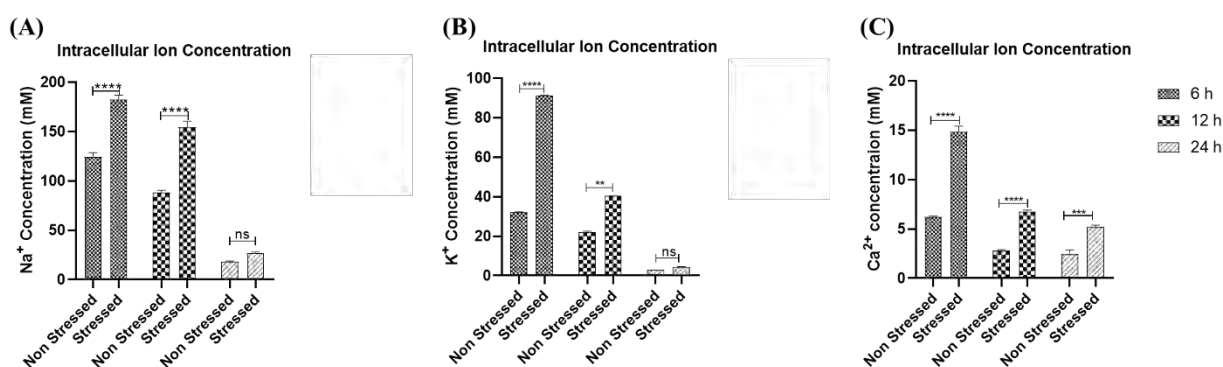 (A)
Intracellular Ion Concentration
Na+ Concentration (mM)
200
150
100
50
0
****
****
ns
Non Stressed
Stressed
Non Stressed
Stressed
Non Stressed
Stressed
(B)
Intracellular Ion Concentration
K+ Concentration (mM)
100
80
60
40
20
0
****
**
ns
Non Stressed
Stressed
Non Stressed
Stressed
Non Stressed
Stressed
(C)
Intracellular Ion Concentration
Ca2+ concentraion (mM)
20
15
10
5
0
****
****
***
Non Stressed
Stressed
Non Stressed
Stressed
Non Stressed
Stressed
6 h
12 h
24 h